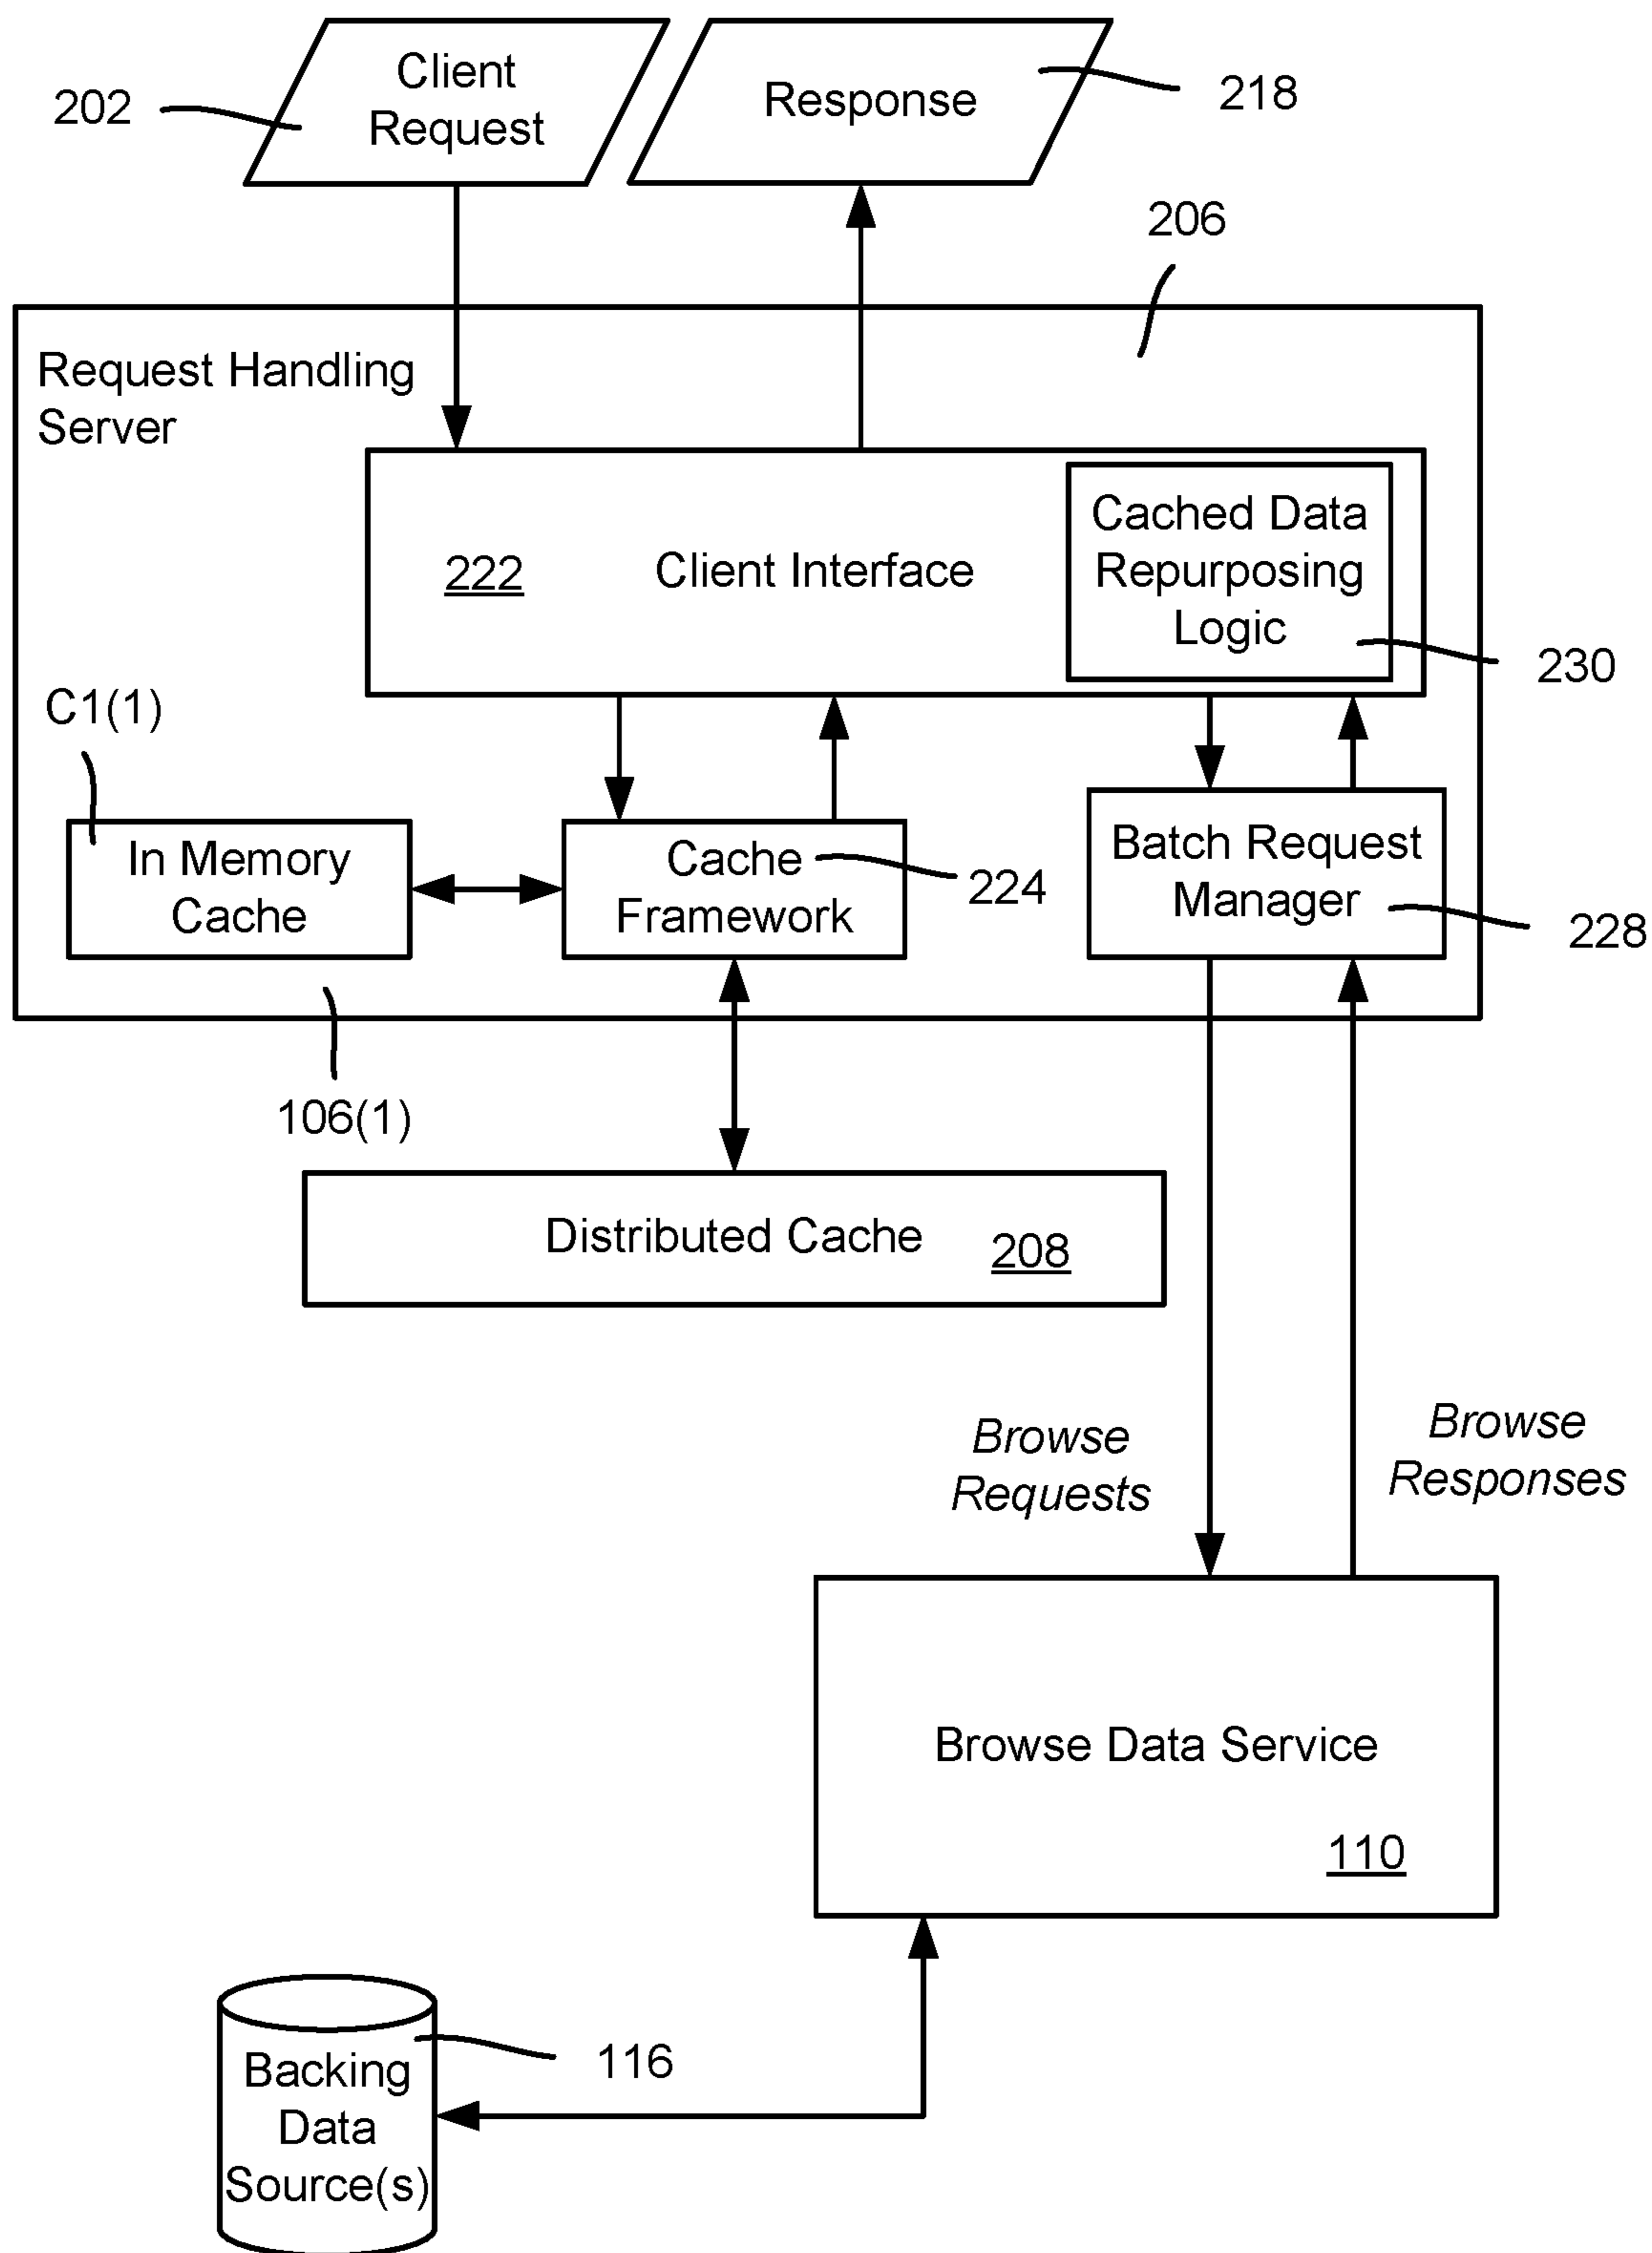 Client
Request
202
Response
218
206
Request Handling
Server
222
Client Interface
Cached Data
Repurposing
Logic
230
C1(1)
In Memory
Cache
Cache
Framework
224
Batch Request
Manager
228
106(1)
Distributed Cache
208
Browse
Requests
Browse
Responses
Browse Data Service
110
116
Backing
Data
Source(s)